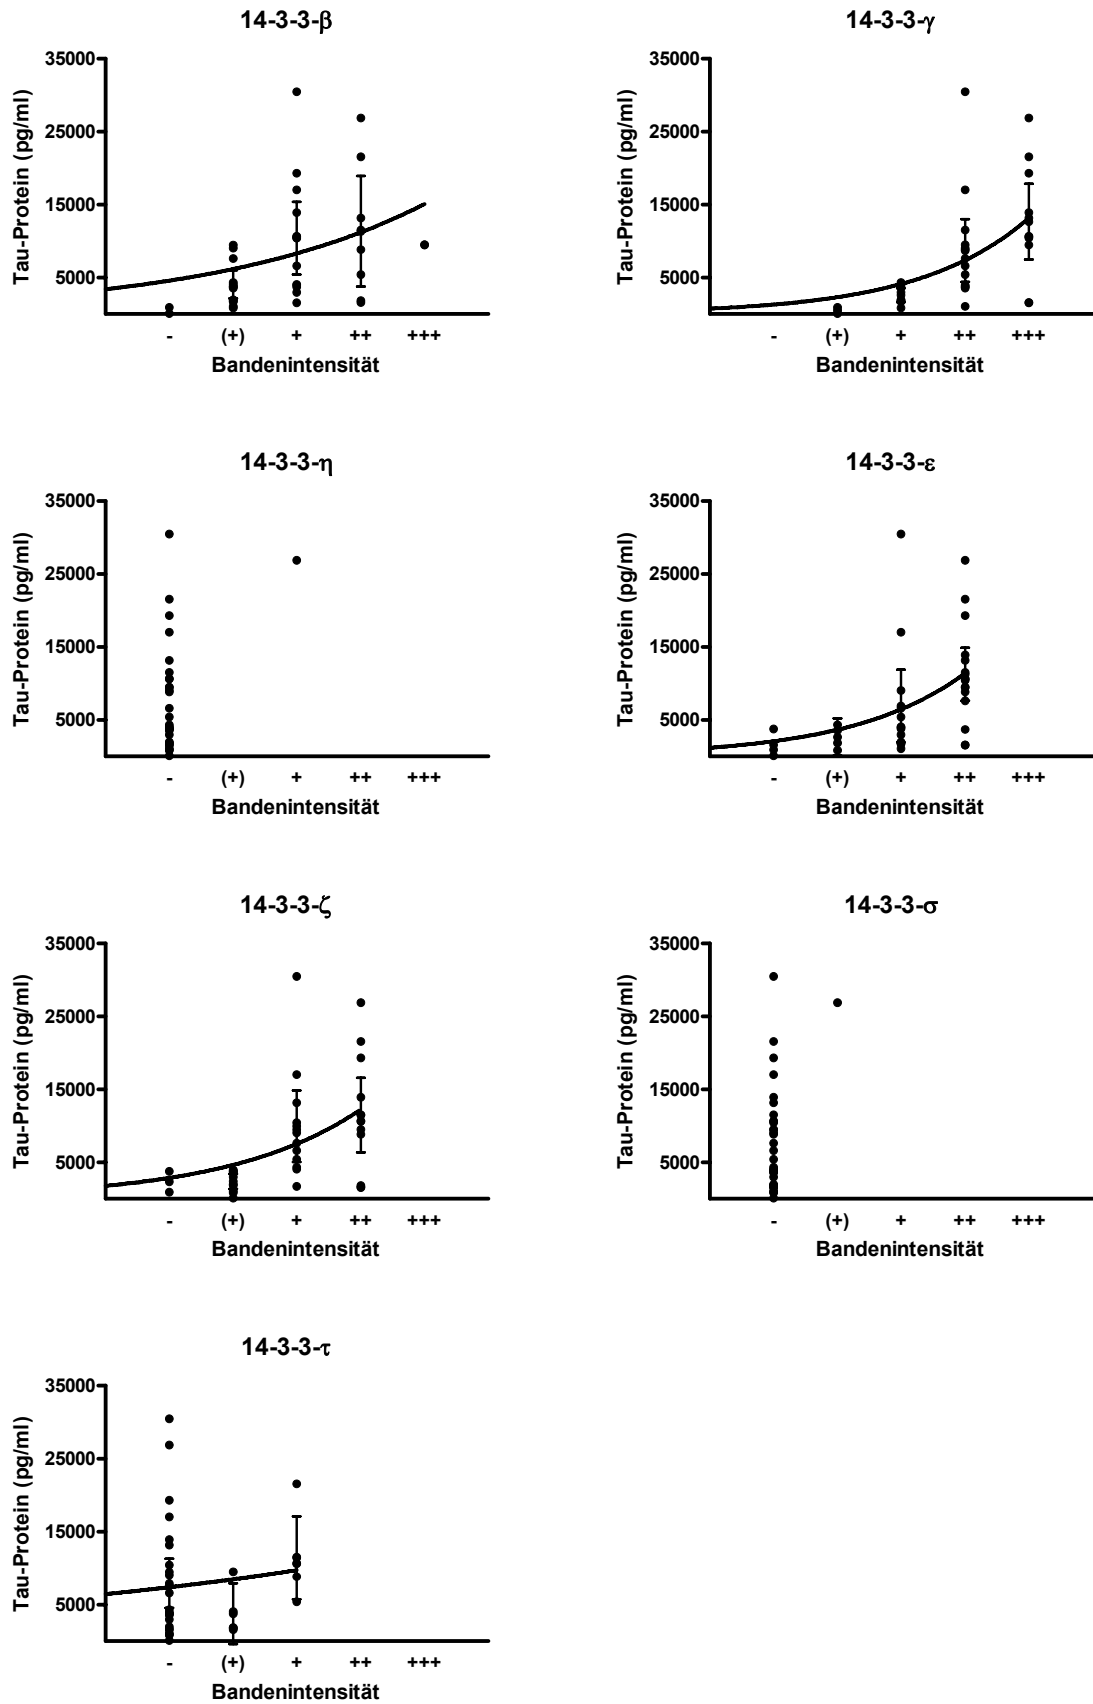 14-3-3-β
35000
25000
15000
5000
Tau-Protein (pg/ml)
- (+) + ++ +++
Bandenintensität
14-3-3-γ
35000
25000
15000
5000
Tau-Protein (pg/ml)
- (+) + ++ +++
Bandenintensität
14-3-3-η
35000
25000
15000
5000
Tau-Protein (pg/ml)
- (+) + ++ +++
Bandenintensität
14-3-3-ε
35000
25000
15000
5000
Tau-Protein (pg/ml)
- (+) + ++ +++
Bandenintensität
14-3-3-ζ
35000
25000
15000
5000
Tau-Protein (pg/ml)
- (+) + ++ +++
Bandenintensität
14-3-3-σ
35000
25000
15000
5000
Tau-Protein (pg/ml)
- (+) + ++ +++
Bandenintensität
14-3-3-τ
35000
25000
15000
5000
Tau-Protein (pg/ml)
- (+) + ++ +++
Bandenintensität